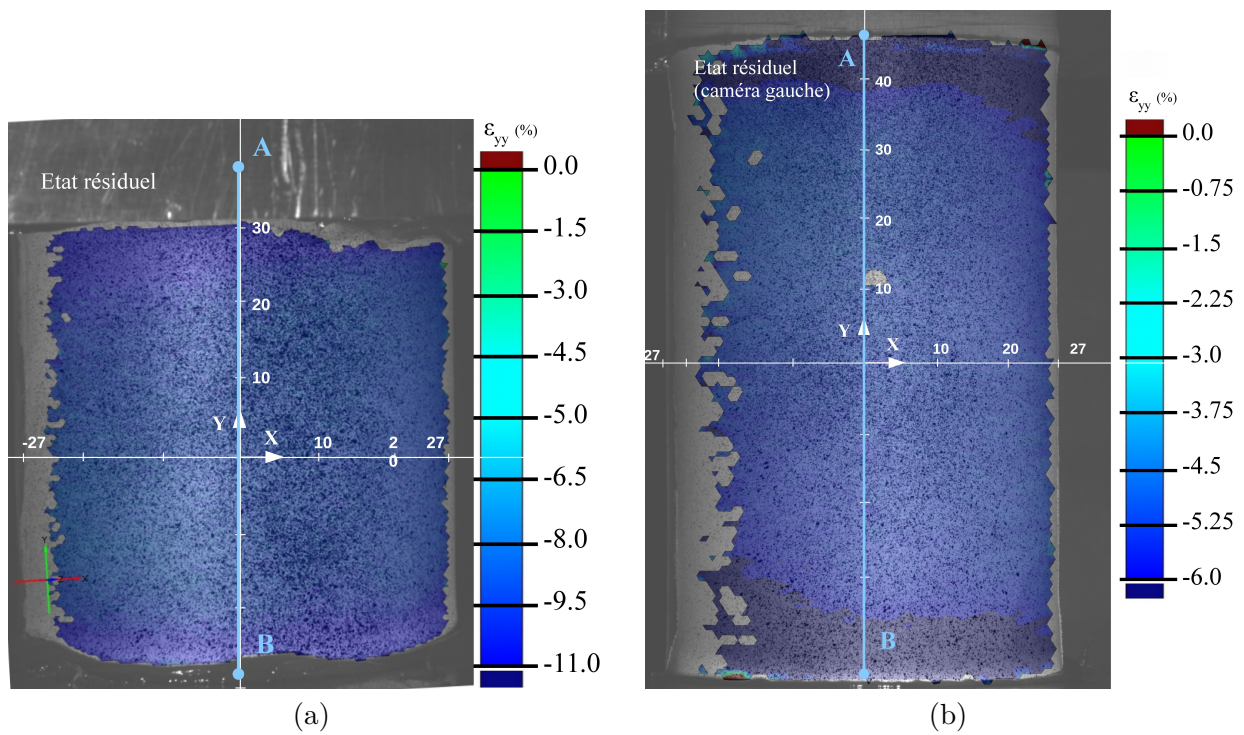 Etat résiduel
A
30
20
10
Y
X
-27
10
2
0
27
B
Y
X
εyy (%)
0.0
-1.5
-3.0
-4.5
-5.0
-6.5
-8.0
-9.5
-11.0
(a)
A
Etat résiduel
(caméra gauche)
40
30
20
10
Y
X
27
10
20
27
B
εyy (%)
0.0
-0.75
-1.5
-2.25
-3.0
-3.75
-4.5
-5.25
-6.0
(b)